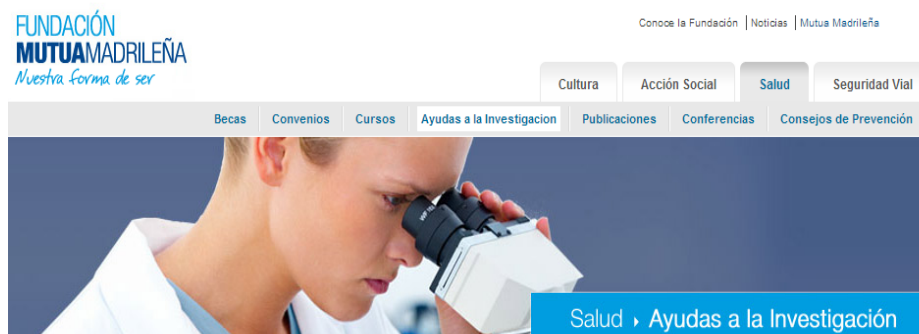 FUNDACIÓN
MUTUAMADRILEÑA
Nuestra forma de ser
Conoce la Fundación | Noticias | Mutua Madrileña
Cultura Acción Social Salud Seguridad Vial
Becas Convenios Cursos Ayudas a la Investigacion Publicaciones Conferencias Consejos de Prevención
Salud › Ayudas a la Investigación